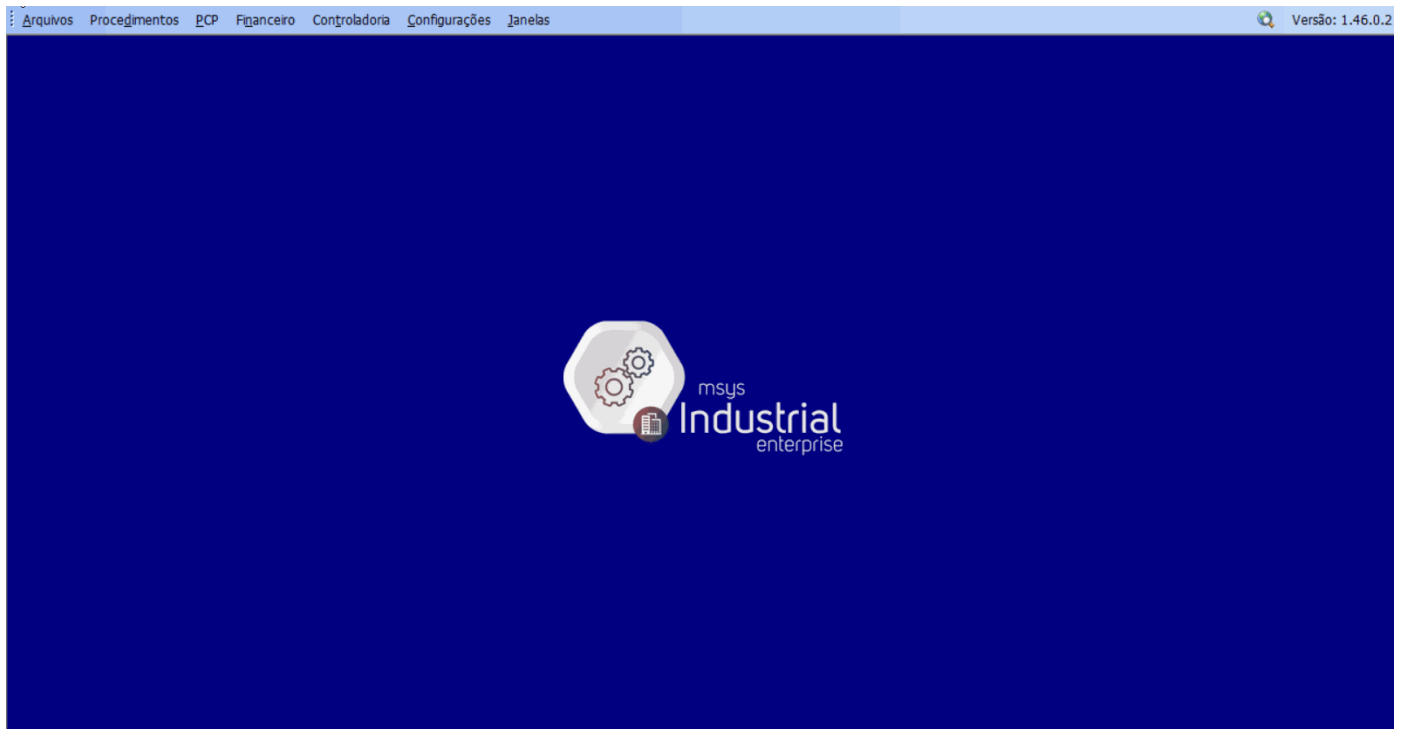 Arquivos Procedimentos PCP Financeiro Controladoria Configurações Janelas Versão: 1.46.0.2
msys
Industrial
enterprise